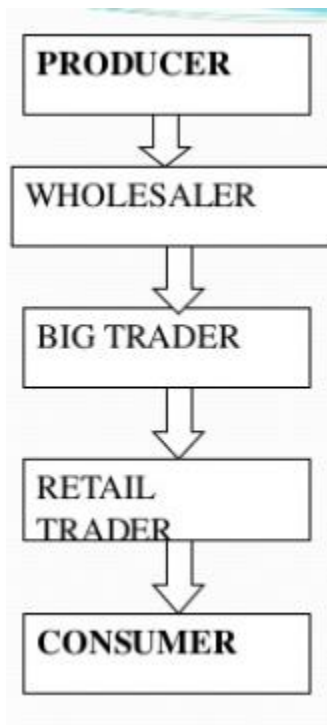 PRODUCER
WHOLESALER
BIG TRADER
RETAIL
TRADER
CONSUMER